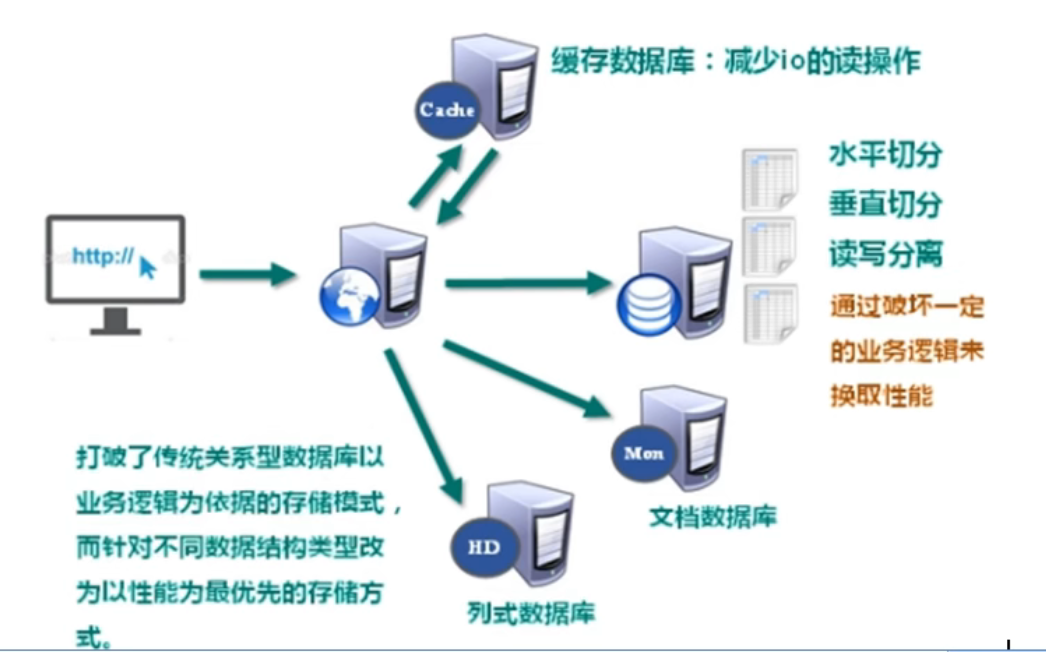 缓存数据库：减少io的读操作
Cache
水平切分
垂直切分
读写分离
http://
通过破坏一定
的业务逻辑来
换取性能
Mon
文档数据库
打破了传统关系型数据库以
业务逻辑为依据的存储模式，
而针对不同数据结构类型改
为以性能为最优先的存储方
式。
HD
列式数据库